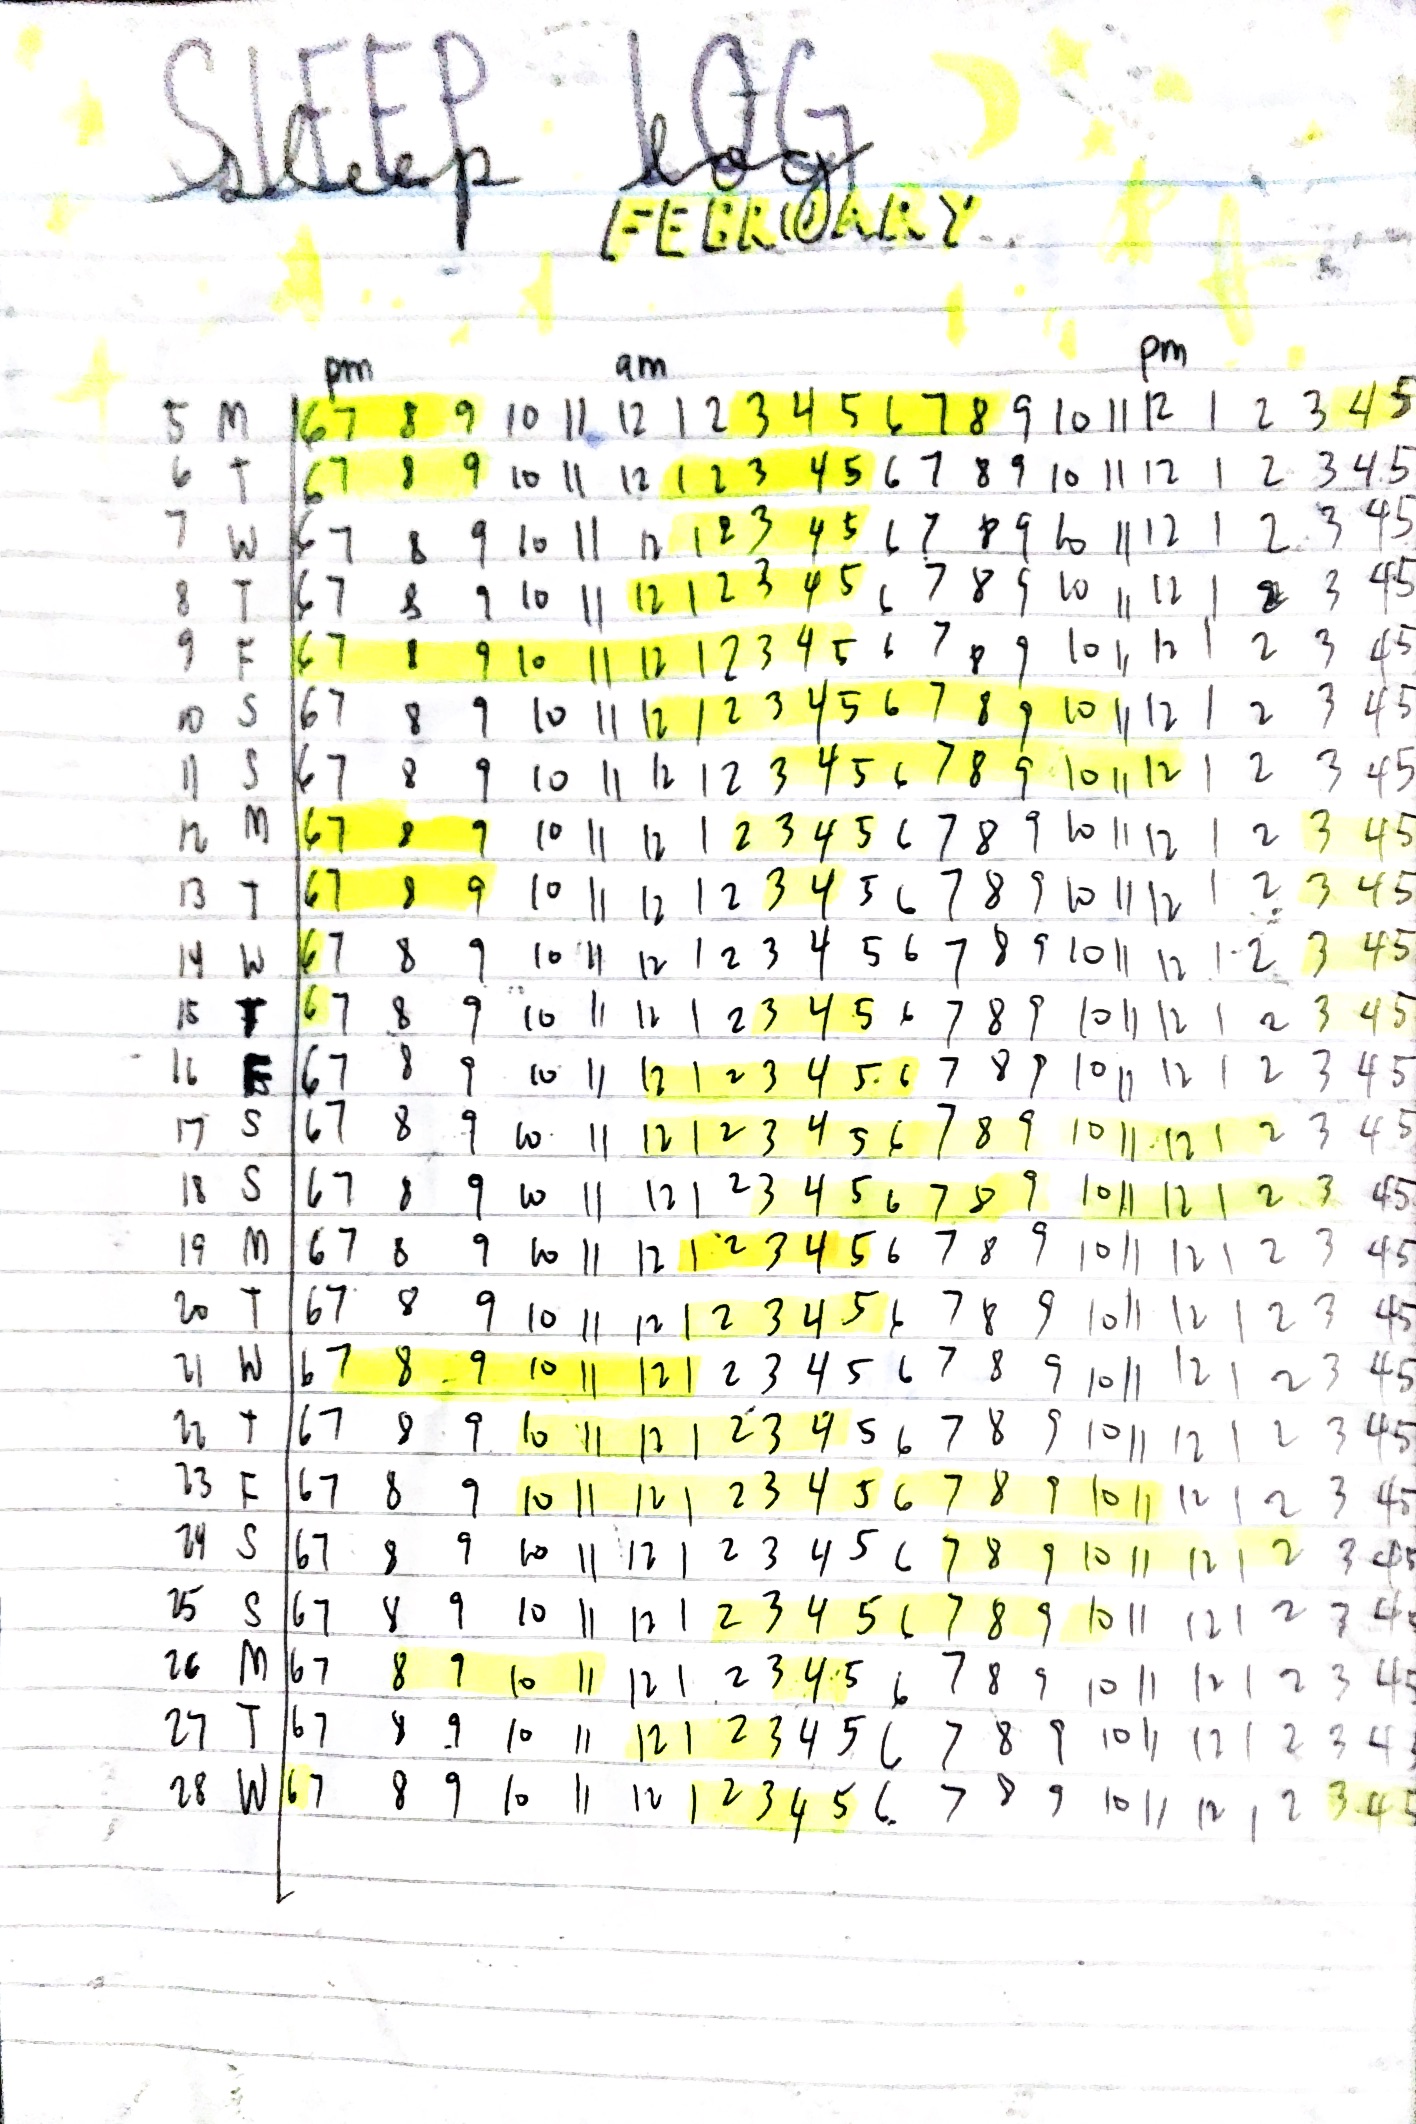 SLEEP LOG
sleep log
FEBRUARY
pm am pm
5 M 6 7 8 9 10 11 12 1 2 3 4 5 6 7 8 9 10 11 12 1 2 3 4 5
6 T 6 7 8 9 10 11 12 1 2 3 4 5 6 7 8 9 10 11 12 1 2 3 4 5
7 W 6 7 8 9 10 11 12 1 2 3 4 5 6 7 8 9 10 11 12 1 2 3 4 5
8 T 6 7 8 9 10 11 12 1 2 3 4 5 6 7 8 9 10 11 12 1 2 3 4 5
9 F 6 7 8 9 10 11 12 1 2 3 4 5 6 7 8 9 10 11 12 1 2 3 4 5
10 S 6 7 8 9 10 11 12 1 2 3 4 5 6 7 8 9 10 11 12 1 2 3 4 5
11 S 6 7 8 9 10 11 12 1 2 3 4 5 6 7 8 9 10 11 12 1 2 3 4 5
12 M 6 7 8 9 10 11 12 1 2 3 4 5 6 7 8 9 10 11 12 1 2 3 4 5
13 T 6 7 8 9 10 11 12 1 2 3 4 5 6 7 8 9 10 11 12 1 2 3 4 5
14 W 6 7 8 9 10 11 12 1 2 3 4 5 6 7 8 9 10 11 12 1 2 3 4 5
15 T 6 7 8 9 10 11 12 1 2 3 4 5 6 7 8 9 10 11 12 1 2 3 4 5
16 F 6 7 8 9 10 11 12 1 2 3 4 5 6 7 8 9 10 11 12 1 2 3 4 5
17 S 6 7 8 9 10 11 12 1 2 3 4 5 6 7 8 9 10 11 12 1 2 3 4 5
18 S 6 7 8 9 10 11 12 1 2 3 4 5 6 7 8 9 10 11 12 1 2 3 4 5
19 M 6 7 8 9 10 11 12 1 2 3 4 5 6 7 8 9 10 11 12 1 2 3 4 5
20 T 6 7 8 9 10 11 12 1 2 3 4 5 6 7 8 9 10 11 12 1 2 3 4 5
21 W 6 7 8 9 10 11 12 1 2 3 4 5 6 7 8 9 10 11 12 1 2 3 4 5
22 T 6 7 8 9 10 11 12 1 2 3 4 5 6 7 8 9 10 11 12 1 2 3 4 5
23 F 6 7 8 9 10 11 12 1 2 3 4 5 6 7 8 9 10 11 12 1 2 3 4 5
24 S 6 7 8 9 10 11 12 1 2 3 4 5 6 7 8 9 10 11 12 1 2 3 4 5
25 S 6 7 8 9 10 11 12 1 2 3 4 5 6 7 8 9 10 11 12 1 2 3 4 5
26 M 6 7 8 9 10 11 12 1 2 3 4 5 6 7 8 9 10 11 12 1 2 3 4 5
27 T 6 7 8 9 10 11 12 1 2 3 4 5 6 7 8 9 10 11 12 1 2 3 4
28 W 6 7 8 9 10 11 12 1 2 3 4 5 6 7 8 9 10 11 12 1 2 3 4 5